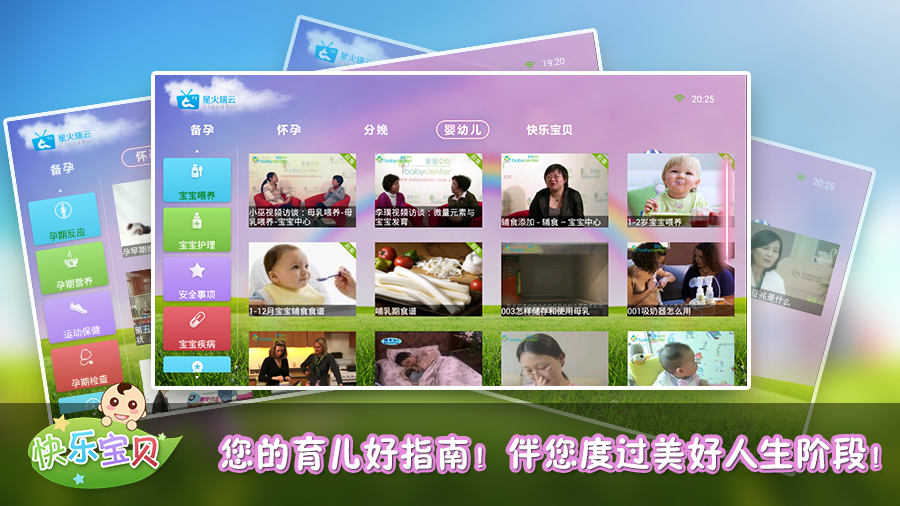 星火瑞云
19:20
星火瑞云
备孕
孕期反应
孕期营养
运动保健
孕期检查
20:25
星火瑞云
20:25
备孕
怀孕
分娩
婴幼儿
快乐宝贝
宝宝喂养
宝宝护理
安全事项
宝宝疾病
babycenter
小巫视频访谈：母乳喂养-母
乳喂养-宝宝中心
宝宝中心
babycenter
李璞视频访谈：微量元素与
宝宝发育
babycenter
辅食添加 - 辅食 - 宝宝中心
1-2岁宝宝喂养
1-12月宝宝辅食食谱
哺乳期食谱
003怎样储存和使用母乳
001吸奶器怎么用
快乐宝贝
您的育儿好指南！伴您度过美好人生阶段！